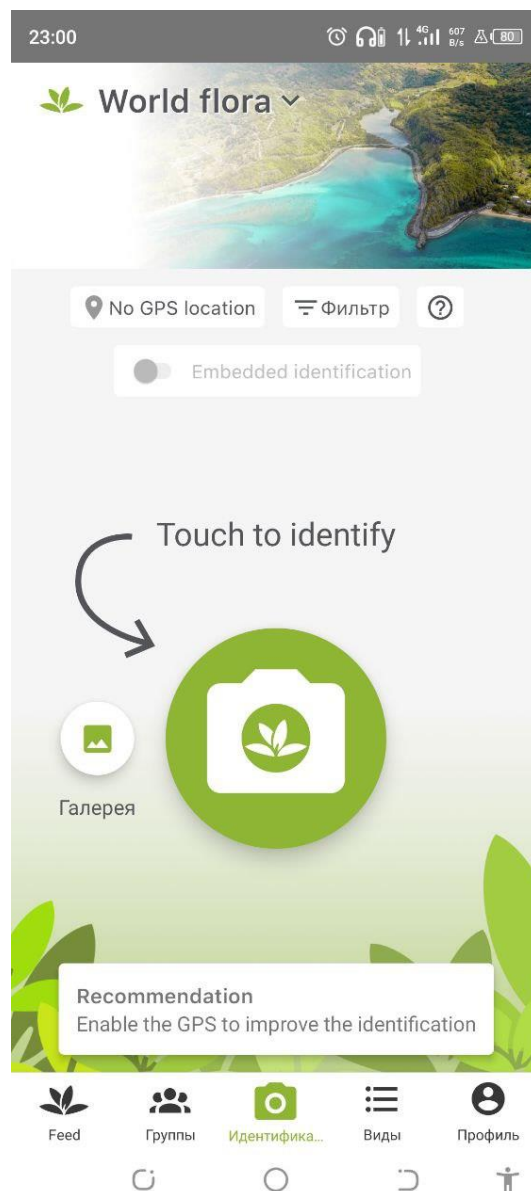 23:00 4G 607 B/s 80
World flora
No GPS location Фильтр
Embedded identification
Touch to identify
Галерея
Recommendation
Enable the GPS to improve the identification
Feed Группы Идентифика... Виды Профиль